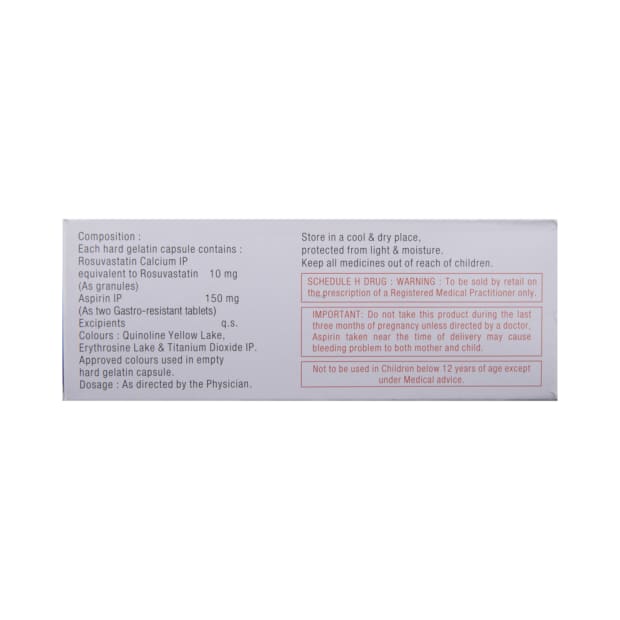 Composition :
Each hard gelatin capsule contains :
Rosuvastatin Calcium IP
equivalent to Rosuvastatin 10 mg
(As granules)
Aspirin IP 150 mg
(As two Gastro-resistant tablets)
Excipients q.s.
Colours : Quinoline Yellow Lake,
Erythrosine Lake & Titanium Dioxide IP.
Approved colours used in empty
hard gelatin capsule.
Dosage : As directed by the Physician.
Store in a cool & dry place,
protected from light & moisture.
Keep all medicines out of reach of children.
SCHEDULE H DRUG : WARNING : To be sold by retail on
the prescription of a Registered Medical Practitioner only.
IMPORTANT: Do not take this product during the last
three months of pregnancy unless directed by a doctor.
Aspirin taken near the time of delivery may cause
bleeding problem to both mother and child.
Not to be used in Children below 12 years of age except
under Medical advice.